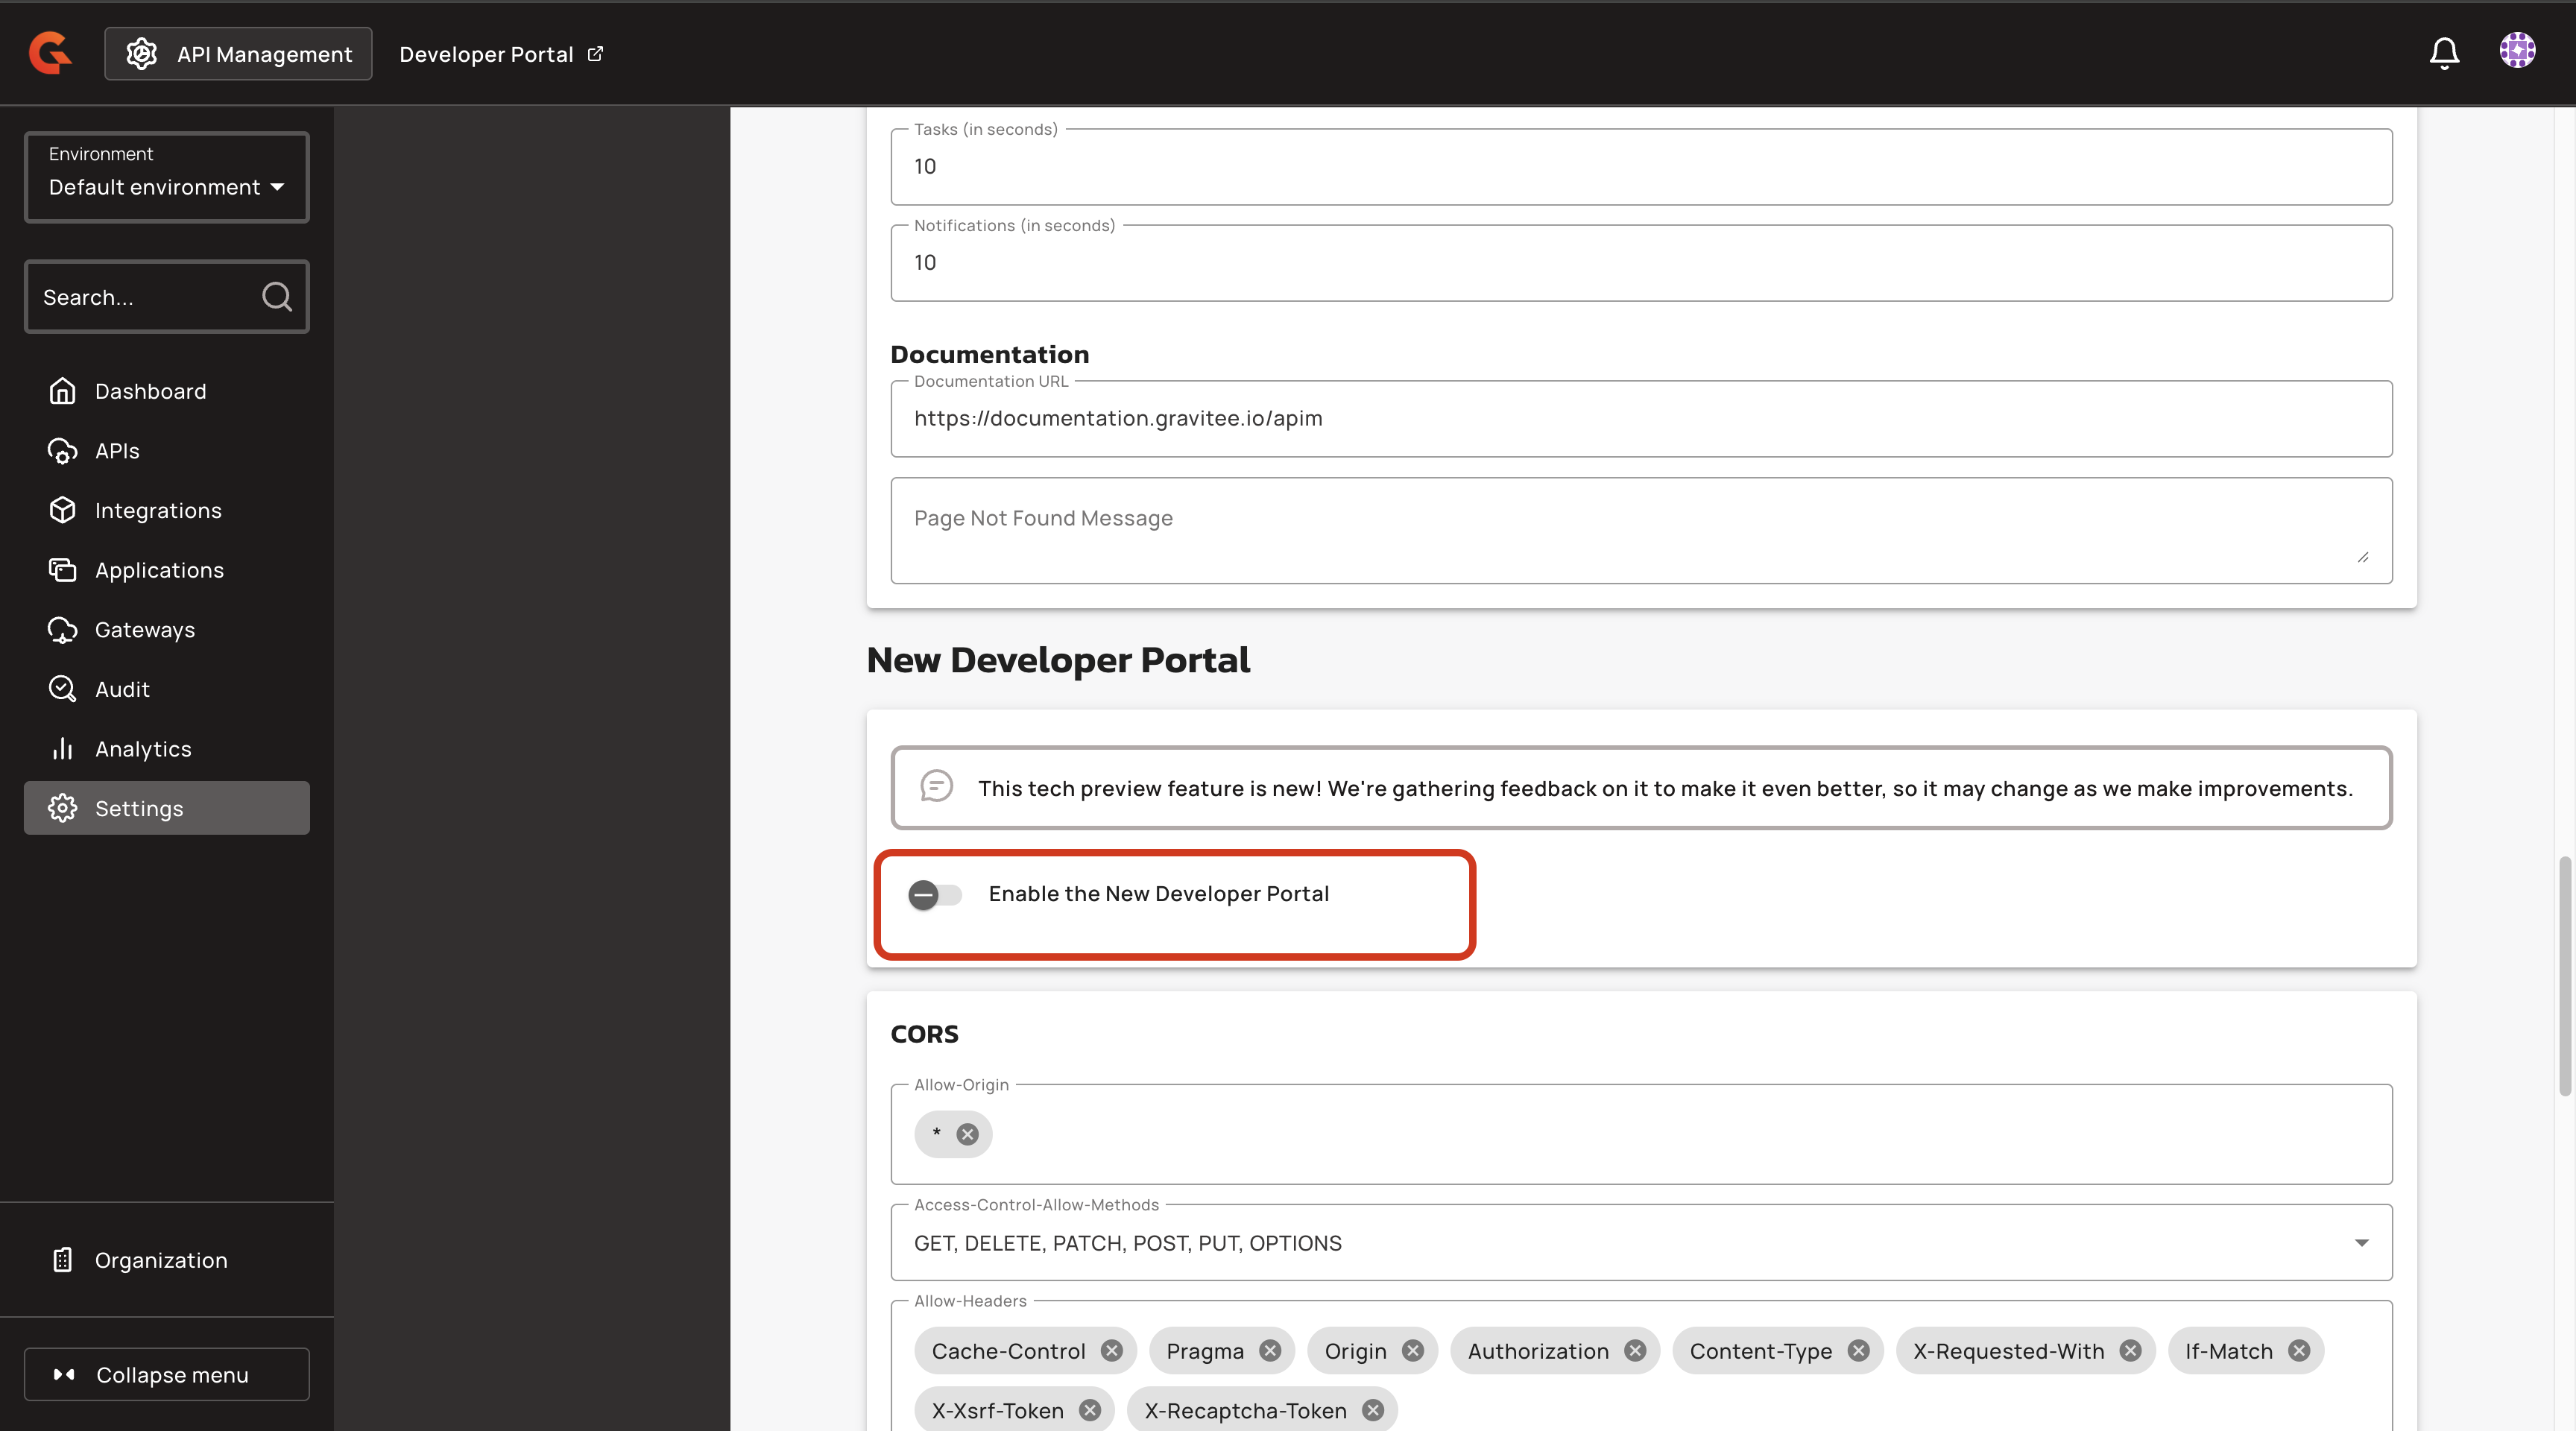 API Management
Developer Portal
Environment
Default environment
Search...
Dashboard
APIs
Integrations
Applications
Gateways
Audit
Analytics
Settings
Organization
Collapse menu
Tasks (in seconds)
10
Notifications (in seconds)
10
Documentation
Documentation URL
https://documentation.gravitee.io/apim
Page Not Found Message
New Developer Portal
This tech preview feature is new! We're gathering feedback on it to make it even better, so it may change as we make improvements.
Enable the New Developer Portal
CORS
Allow-Origin
*
Access-Control-Allow-Methods
GET, DELETE, PATCH, POST, PUT, OPTIONS
Allow-Headers
Cache-Control Pragma Origin Authorization Content-Type X-Requested-With If-Match
X-Xsrf-Token X-Recaptcha-Token